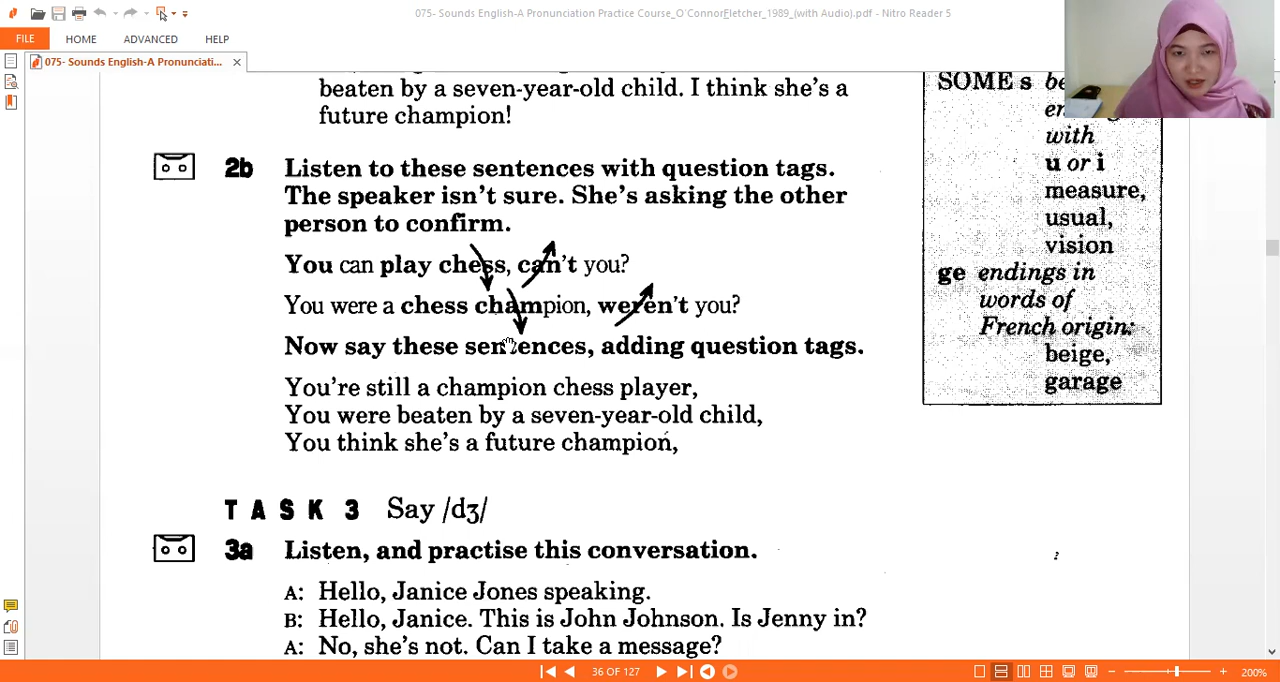 075- Sounds English-A Pronunciation Practice Course_O'ConnorFletcher_1989_(with Audio).pdf - Nitro Reader 5
FILE HOME ADVANCED HELP
075- Sounds English-A Pronunciati...
beaten by a seven-year-old child. I think she's a
future champion!
2b Listen to these sentences with question tags.
The speaker isn't sure. She's asking the other
person to confirm.
You can play chess, can't you?
You were a chess champion, weren't you?
Now say these sentences, adding question tags.
You're still a champion chess player,
You were beaten by a seven-year-old child,
You think she's a future champion,
TASK 3 Say /dʒ/
3a Listen, and practise this conversation.
A: Hello, Janice Jones speaking.
B: Hello, Janice. This is John Johnson. Is Jenny in?
A: No, she's not. Can I take a message?
SOME s
with
u or i
measure,
usual,
vision
ge endings in
words of
French origin:
beige,
garage
36 OF 127
200%